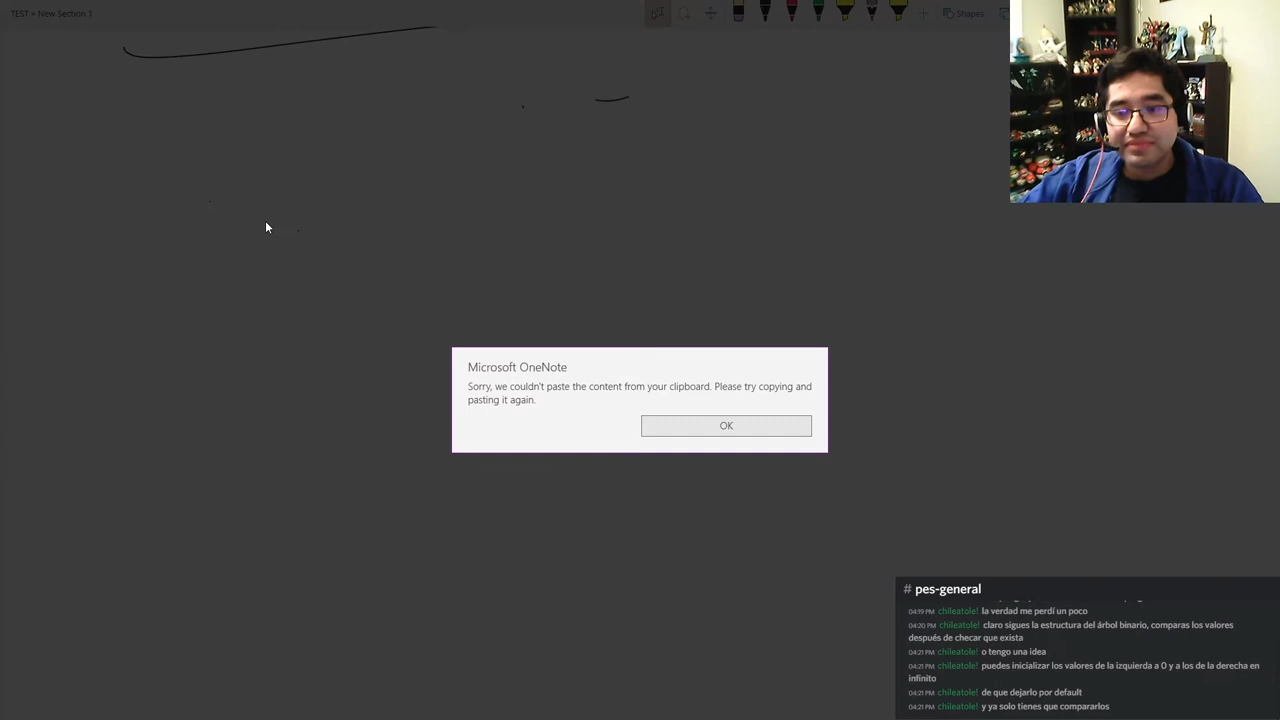 TEST » New Section 1
Shapes
Microsoft OneNote
Sorry, we couldn't paste the content from your clipboard. Please try copying and
pasting it again.
OK
# pes-general
04:19 PM chileatole! la verdad me perdí un poco
04:20 PM chileatole! claro sigues la estructura del árbol binario, comparas los valores
después de checar que exista
04:21 PM chileatole! o tengo una idea
04:21 PM chileatole! puedes inicializar los valores de la izquierda a 0 y a los de la derecha en
infinito
04:21 PM chileatole! de que dejarlo por default
04:21 PM chileatole! y ya solo tienes que compararlos